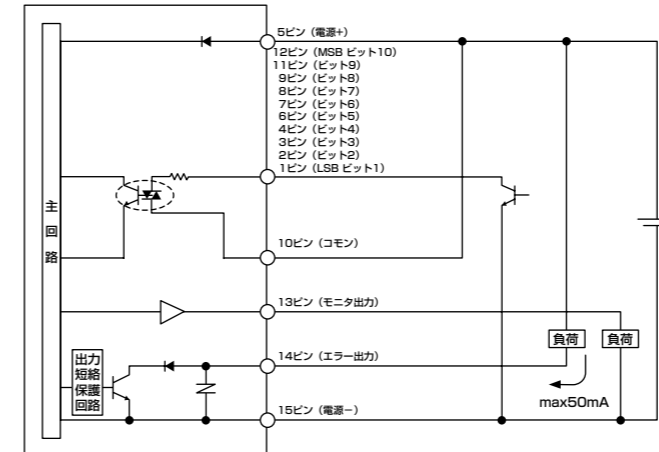 5ピン（電源+）
12ピン（MSB ビット10）
11ピン（ビット9）
9ピン（ビット8）
8ピン（ビット7）
7ピン（ビット6）
6ピン（ビット5）
4ピン（ビット4）
3ピン（ビット3）
2ピン（ビット2）
1ピン（LSB ビット1）
主回路
10ピン（コモン）
13ピン（モニタ出力）
負荷
負荷
14ピン（エラー出力）
出力
短絡
保護
回路
max50mA
15ピン（電源−）